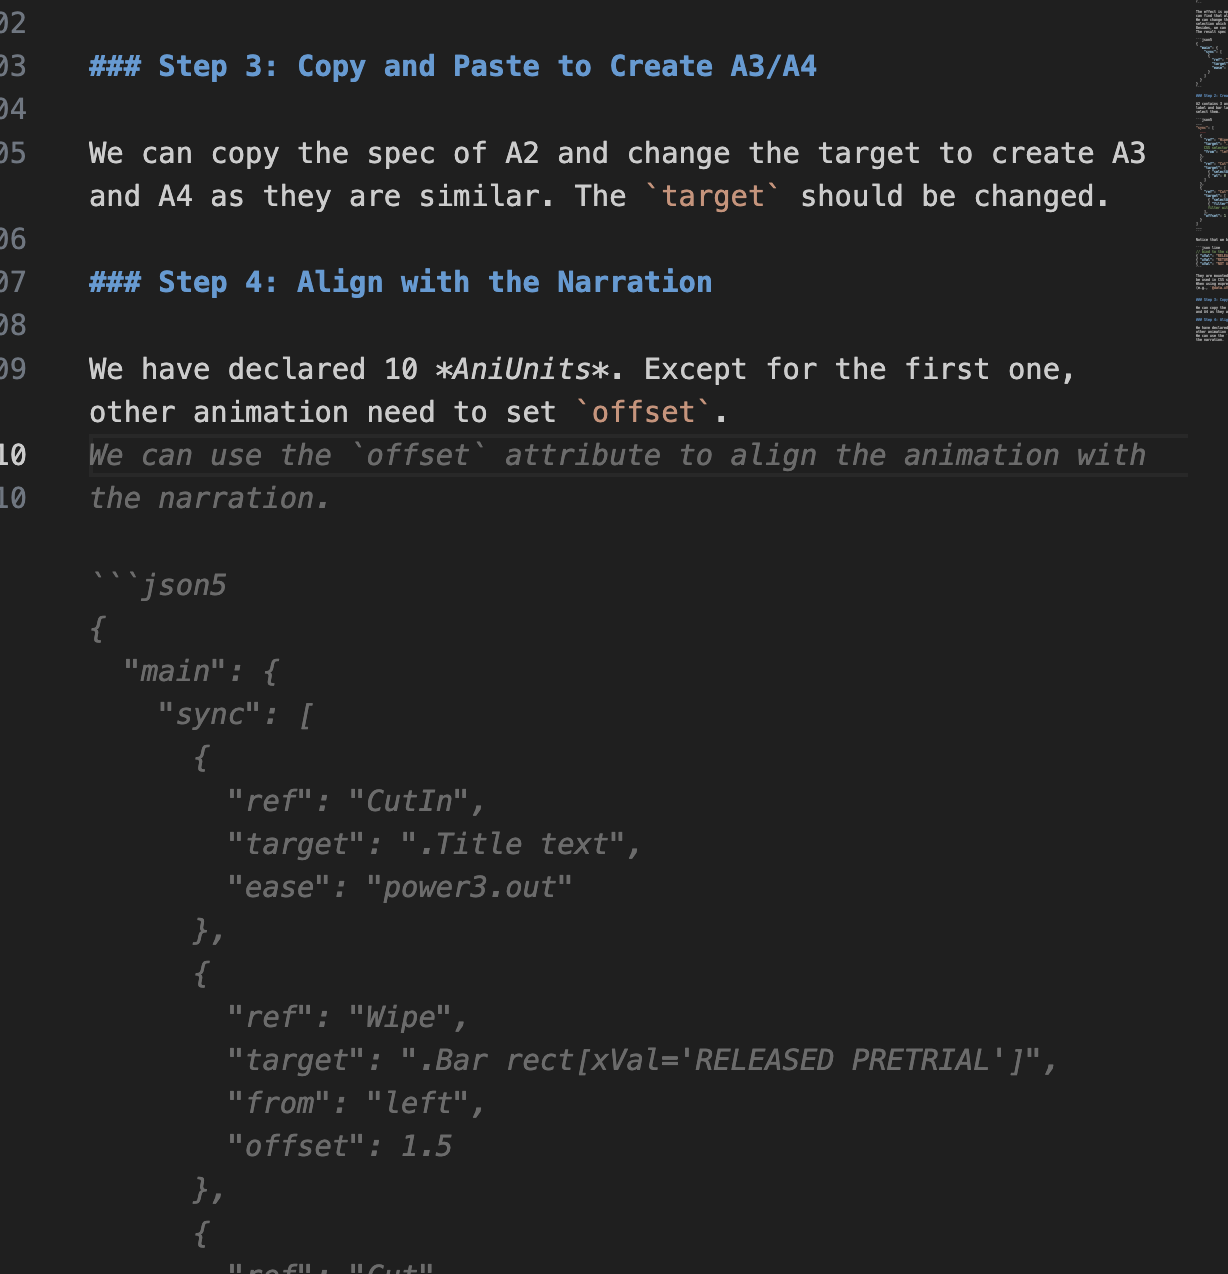 02
03 ### Step 3: Copy and Paste to Create A3/A4
04
05 We can copy the spec of A2 and change the target to create A3
and A4 as they are similar. The `target` should be changed.
06
07 ### Step 4: Align with the Narration
08
09 We have declared 10 *AniUnits*. Except for the first one,
other animation need to set `offset`.
10 We can use the `offset` attribute to align the animation with
10 the narration.
```json5
{
"main": {
"sync": [
{
"ref": "CutIn",
"target": ".Title text",
"ease": "power3.out"
},
{
"ref": "Wipe",
"target": ".Bar rect[xVal='RELEASED PRETRIAL']",
"from": "left",
"offset": 1.5
},
{
"ref": "Cut"